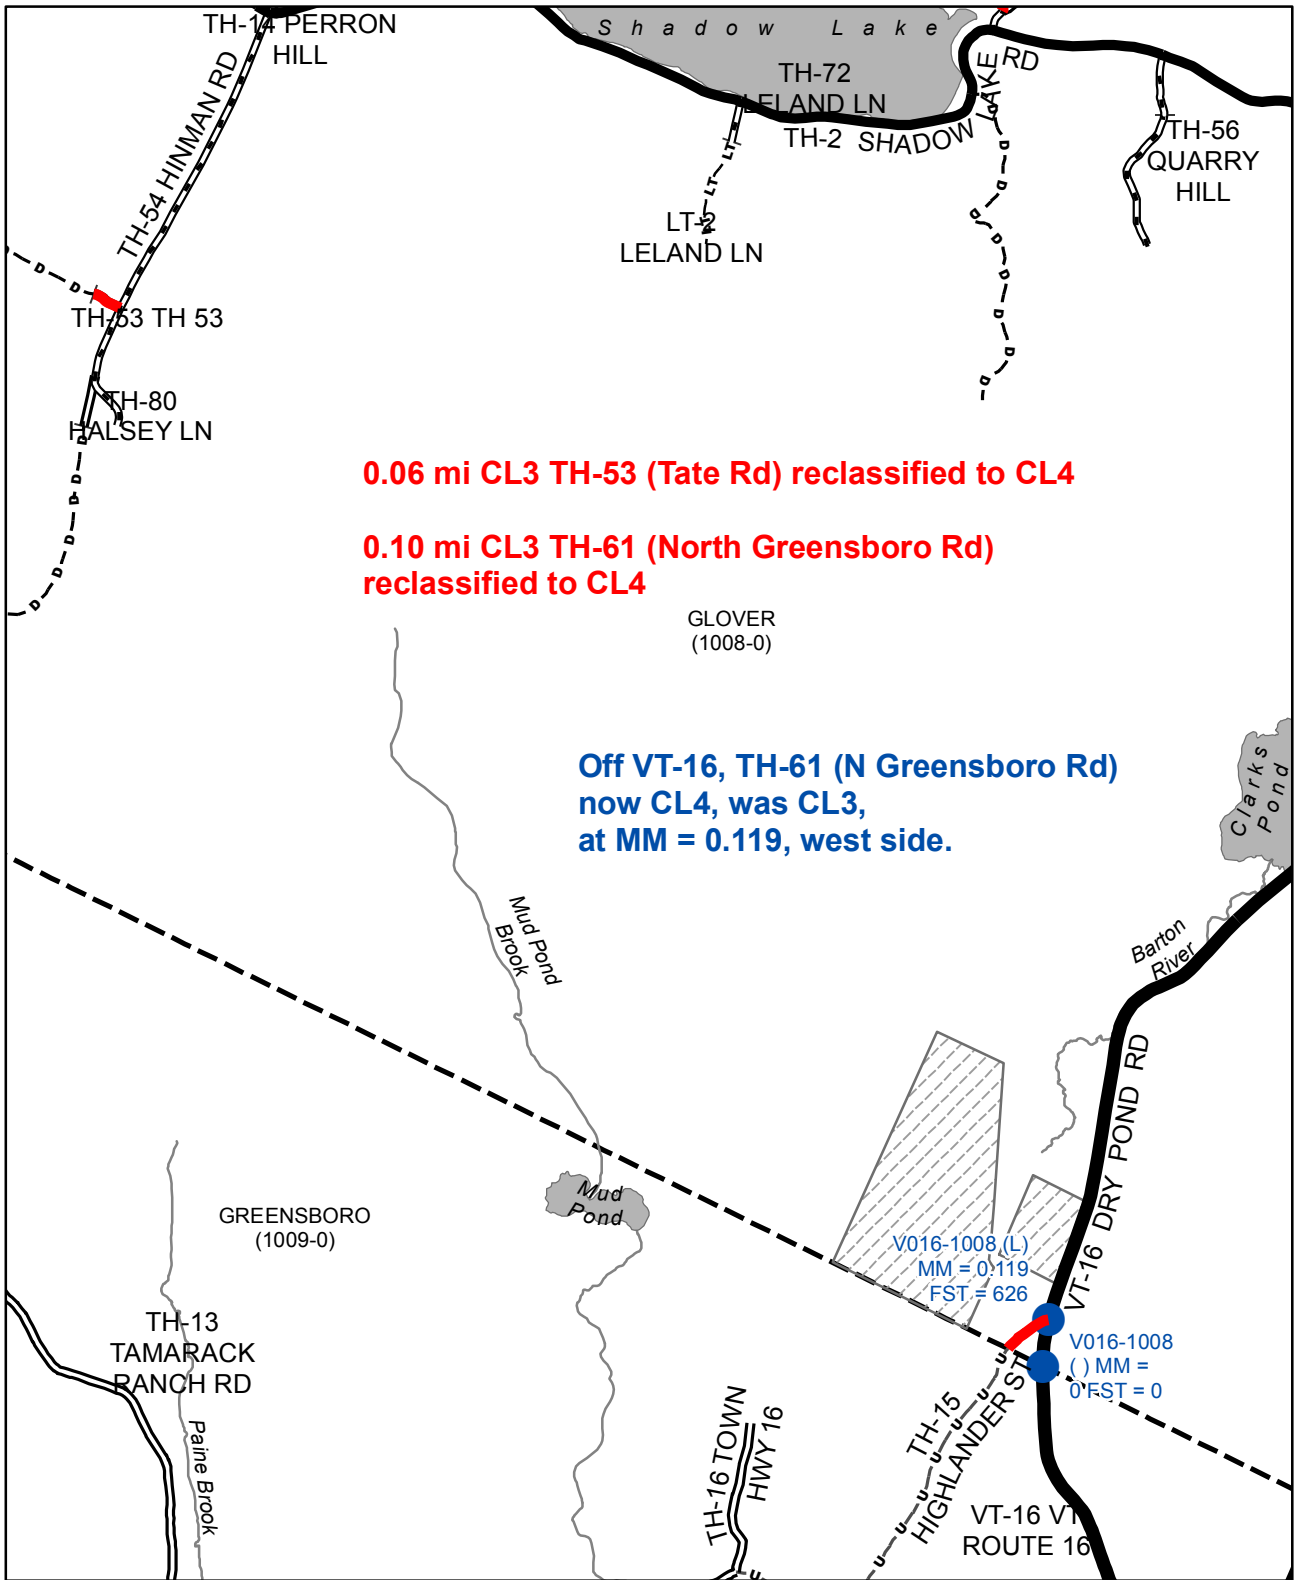 TH-14 PERRON
HILL
Shadow Lake
TH-72
LELAND LN
TH-2 SHADOW LAKE RD
TH-56
QUARRY
HILL
TH-54 HINMAN RD
LT LT
LT-2
LELAND LN
D D
D D D D D D D
TH-53 TH 53
TH-80
HALSEY LN
D D D D D
0.06 mi CL3 TH-53 (Tate Rd) reclassified to CL4
0.10 mi CL3 TH-61 (North Greensboro Rd)
reclassified to CL4
GLOVER
(1008-0)
Off VT-16, TH-61 (N Greensboro Rd)
now CL4, was CL3,
at MM = 0.119, west side.
Clarks
Pond
Mud Pond
Brook
Barton
River
VT-16 DRY POND RD
Mud
Pond
GREENSBORO
(1009-0)
V016-1008 (L)
MM = 0.119
FST = 626
V016-1008
( ) MM =
0 FST = 0
TH-13
TAMARACK
RANCH RD
Paine Brook
TH-16 TOWN
HWY 16
TH-15
HIGHLANDER ST
U U U U U U
VT-16 VT
ROUTE 16
U